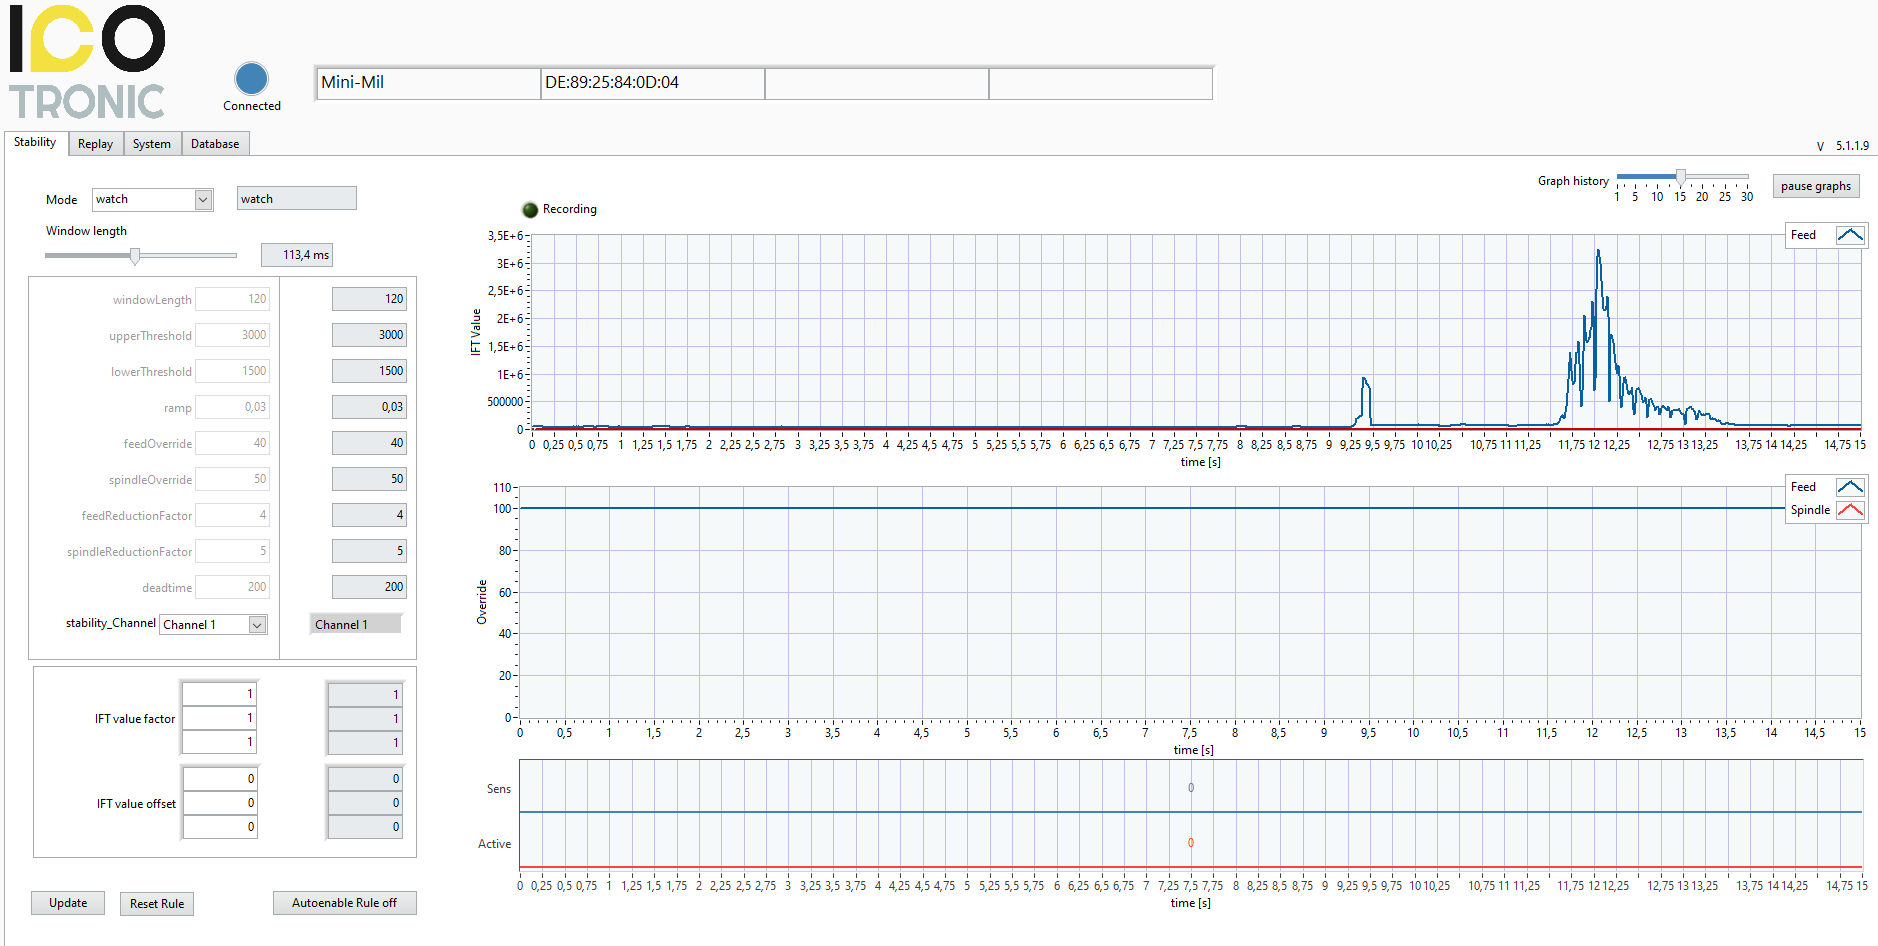 ICO
TRONIC
Connected
Mini-Mil DE:89:25:84:0D:04
Stability Replay System Database
V 5.1.1.9
Mode watch watch
Window length
113,4 ms
windowLength 120 120
upperThreshold 3000 3000
lowerThreshold 1500 1500
ramp 0,03 0,03
feedOverride 40 40
spindleOverride 50 50
feedReductionFactor 4 4
spindleReductionFactor 5 5
deadtime 200 200
stability_Channel Channel 1 Channel 1
1 1
IFT value factor 1 1
1 1
0 0
IFT value offset 0 0
0 0
Update Reset Rule Autoenable Rule off
Graph history
1 5 10 15 20 25 30
pause graphs
Recording
Feed
IFT Value
3,5E+6
3E+6
2,5E+6
2E+6
1,5E+6
1E+6
500000
0
0 0,25 0,5 0,75 1 1,25 1,5 1,75 2 2,25 2,5 2,75 3 3,25 3,5 3,75 4 4,25 4,5 4,75 5 5,25 5,5 5,75 6 6,25 6,5 6,75 7 7,25 7,5 7,75 8 8,25 8,5 8,75 9 9,25 9,5 10 10,25 10,75 11 11,25 11,75 12 12,25 12,75 13 13,25 13,75 14 14,25 14,75 15
time [s]
Feed
Spindle
Override
110
100
80
60
40
20
0
0 0,5 1 1,5 2 2,5 3 3,5 4 4,5 5 5,5 6 6,5 7 7,5 8 8,5 9 9,5 10 10,5 11 11,5 12 12,5 13 13,5 14 14,5 15
time [s]
Sens 0
Active 0
0 0,25 0,5 0,75 1 1,25 1,5 1,75 2 2,25 2,5 2,75 3 3,25 3,5 3,75 4 4,25 4,5 4,75 5 5,25 5,5 5,75 6 6,25 6,5 6,75 7 7,25 7,5 7,75 8 8,25 8,5 8,75 9 9,25 9,5 9,75 10 10,25 10,75 11 11,25 11,75 12 12,25 12,75 13 13,25 13,75 14 14,25 14,75 15
time [s]